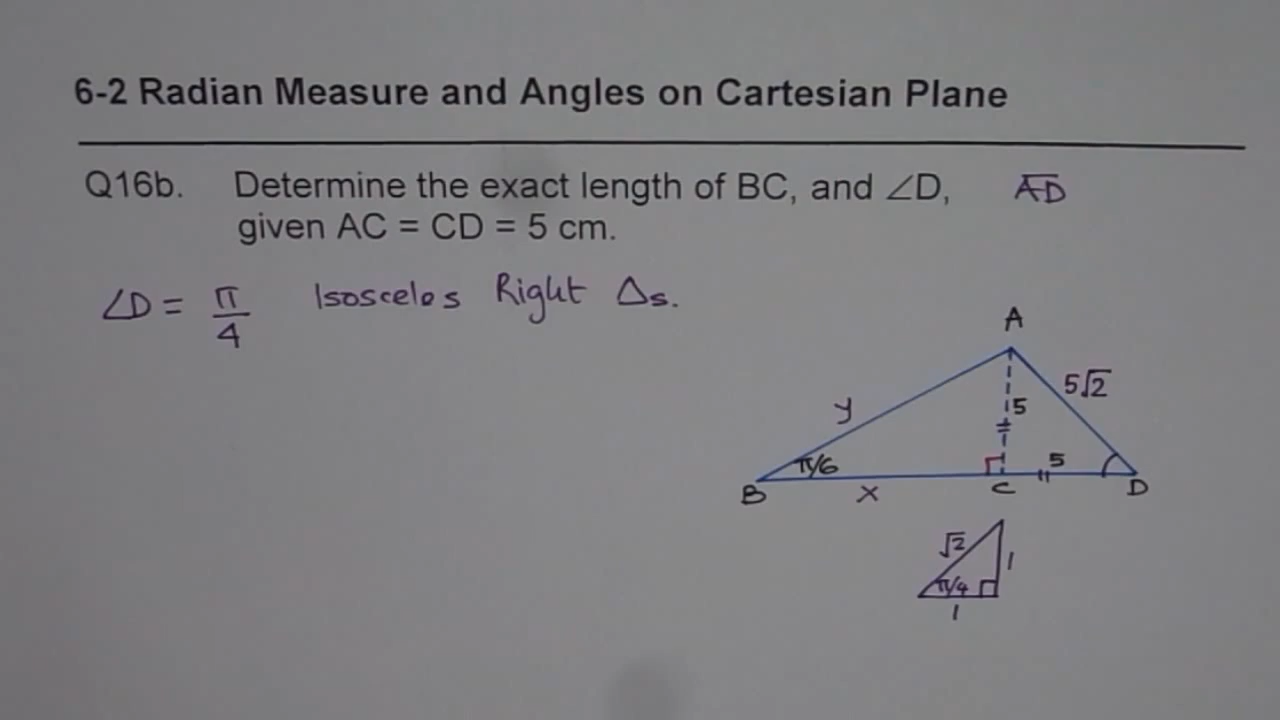 6-2 Radian Measure and Angles on Cartesian Plane
Q16b. Determine the exact length of BC, and ∠D, AD
given AC = CD = 5 cm.
∠D = π/4 Isosceles Right Δs.
A
5√2
y
5
π/6
5
B
x
C
D
√2
1
π/4
1